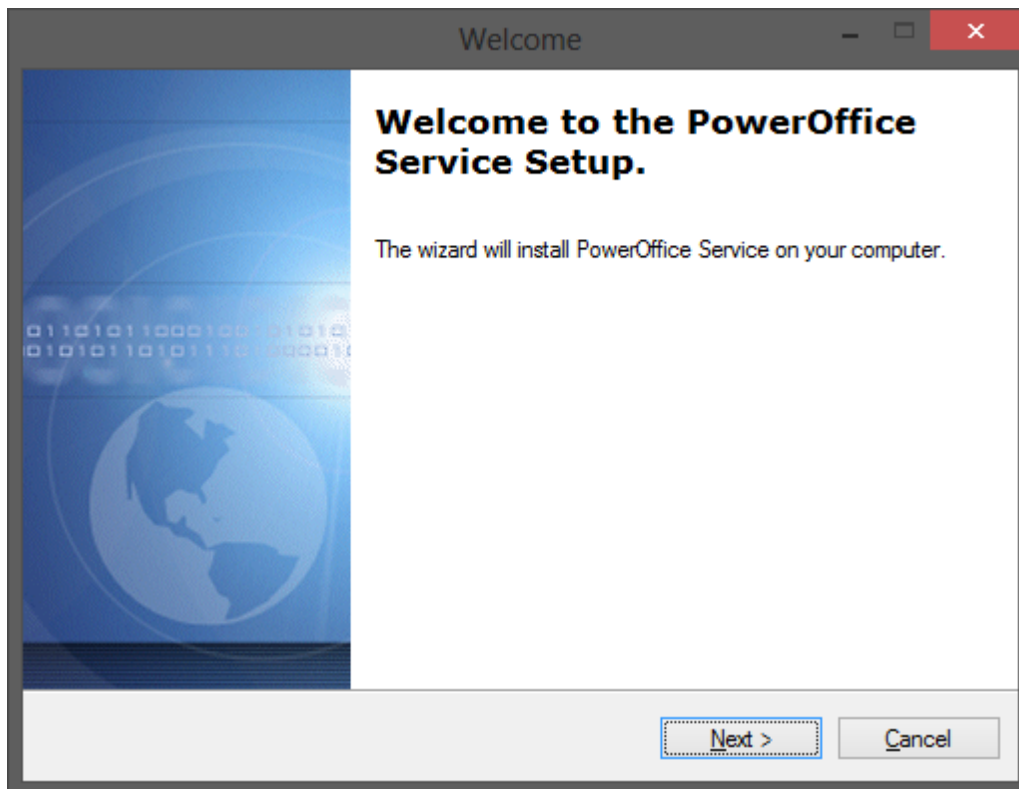 Welcome
Welcome to the PowerOffice
Service Setup.
The wizard will install PowerOffice Service on your computer.
Next >
Cancel